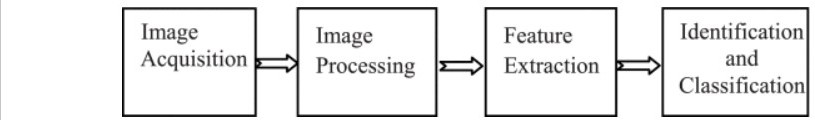 Image
Acquisition
Image
Processing
Feature
Extraction
Identification
and
Classification